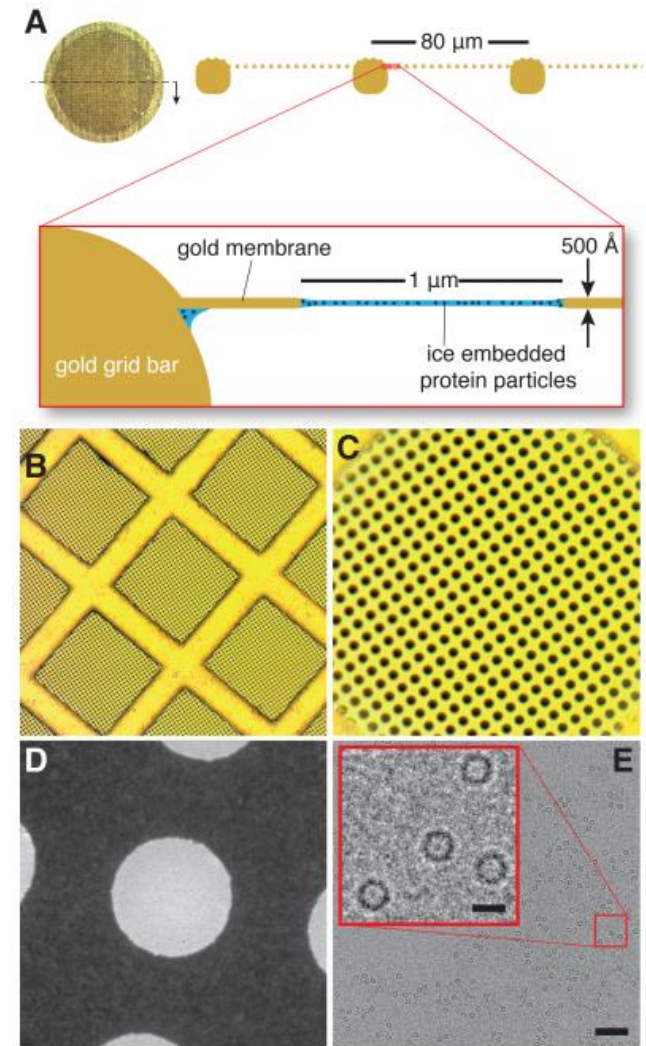 A
80 µm
gold membrane
500 Å
1 µm
gold grid bar
ice embedded
protein particles
B
C
D
E